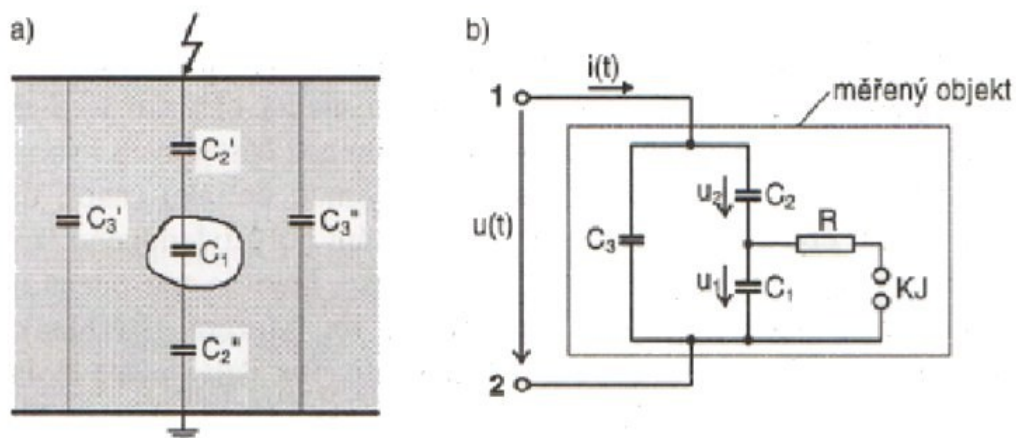 a)
C₂'
C₃'
C₁
C₃"
C₂"
b)
1
i(t)
měřený objekt
u(t)
C₃
u₂
C₂
R
u₁
C₁
KJ
2